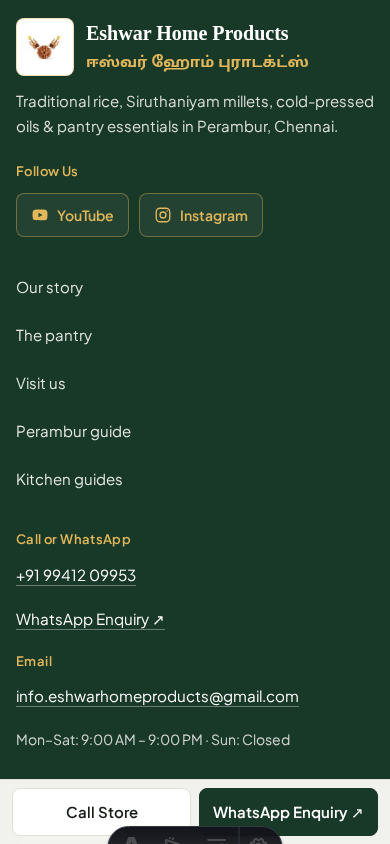 Eshwar Home Products
ஈஸ்வர் ஹோம் புராடக்ட்ஸ்
Traditional rice, Siruthaniyam millets, cold-pressed
oils & pantry essentials in Perambur, Chennai.
Follow Us
YouTube
Instagram
Our story
The pantry
Visit us
Perambur guide
Kitchen guides
Call or WhatsApp
+91 99412 09953
WhatsApp Enquiry ↗
Email
info.eshwarhomeproducts@gmail.com
Mon–Sat: 9:00 AM – 9:00 PM · Sun: Closed
Call Store
WhatsApp Enquiry ↗